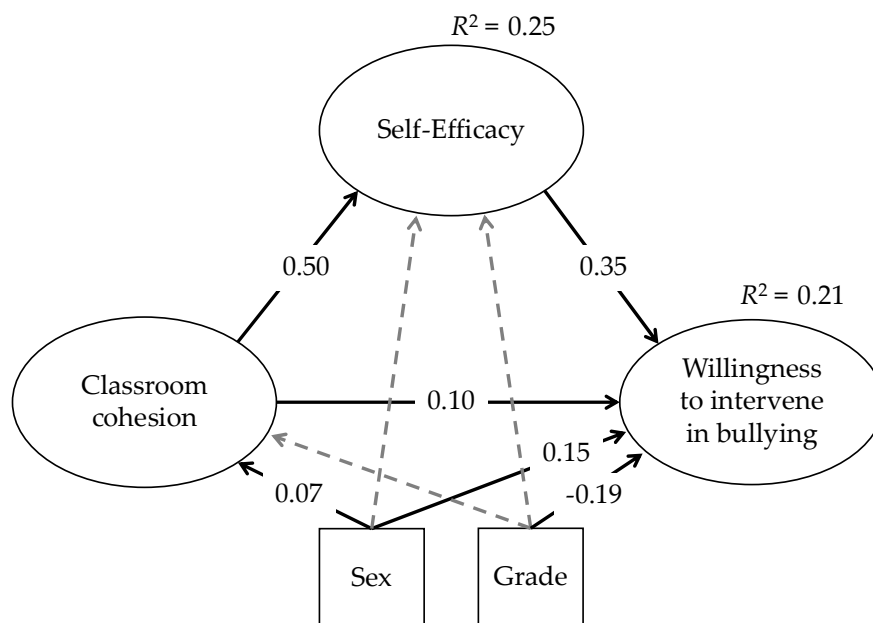 R² = 0.25
Self-Efficacy
0.50
0.35
R² = 0.21
Classroom
cohesion
0.10
Willingness
to intervene
in bullying
0.07
0.15
-0.19
Sex
Grade